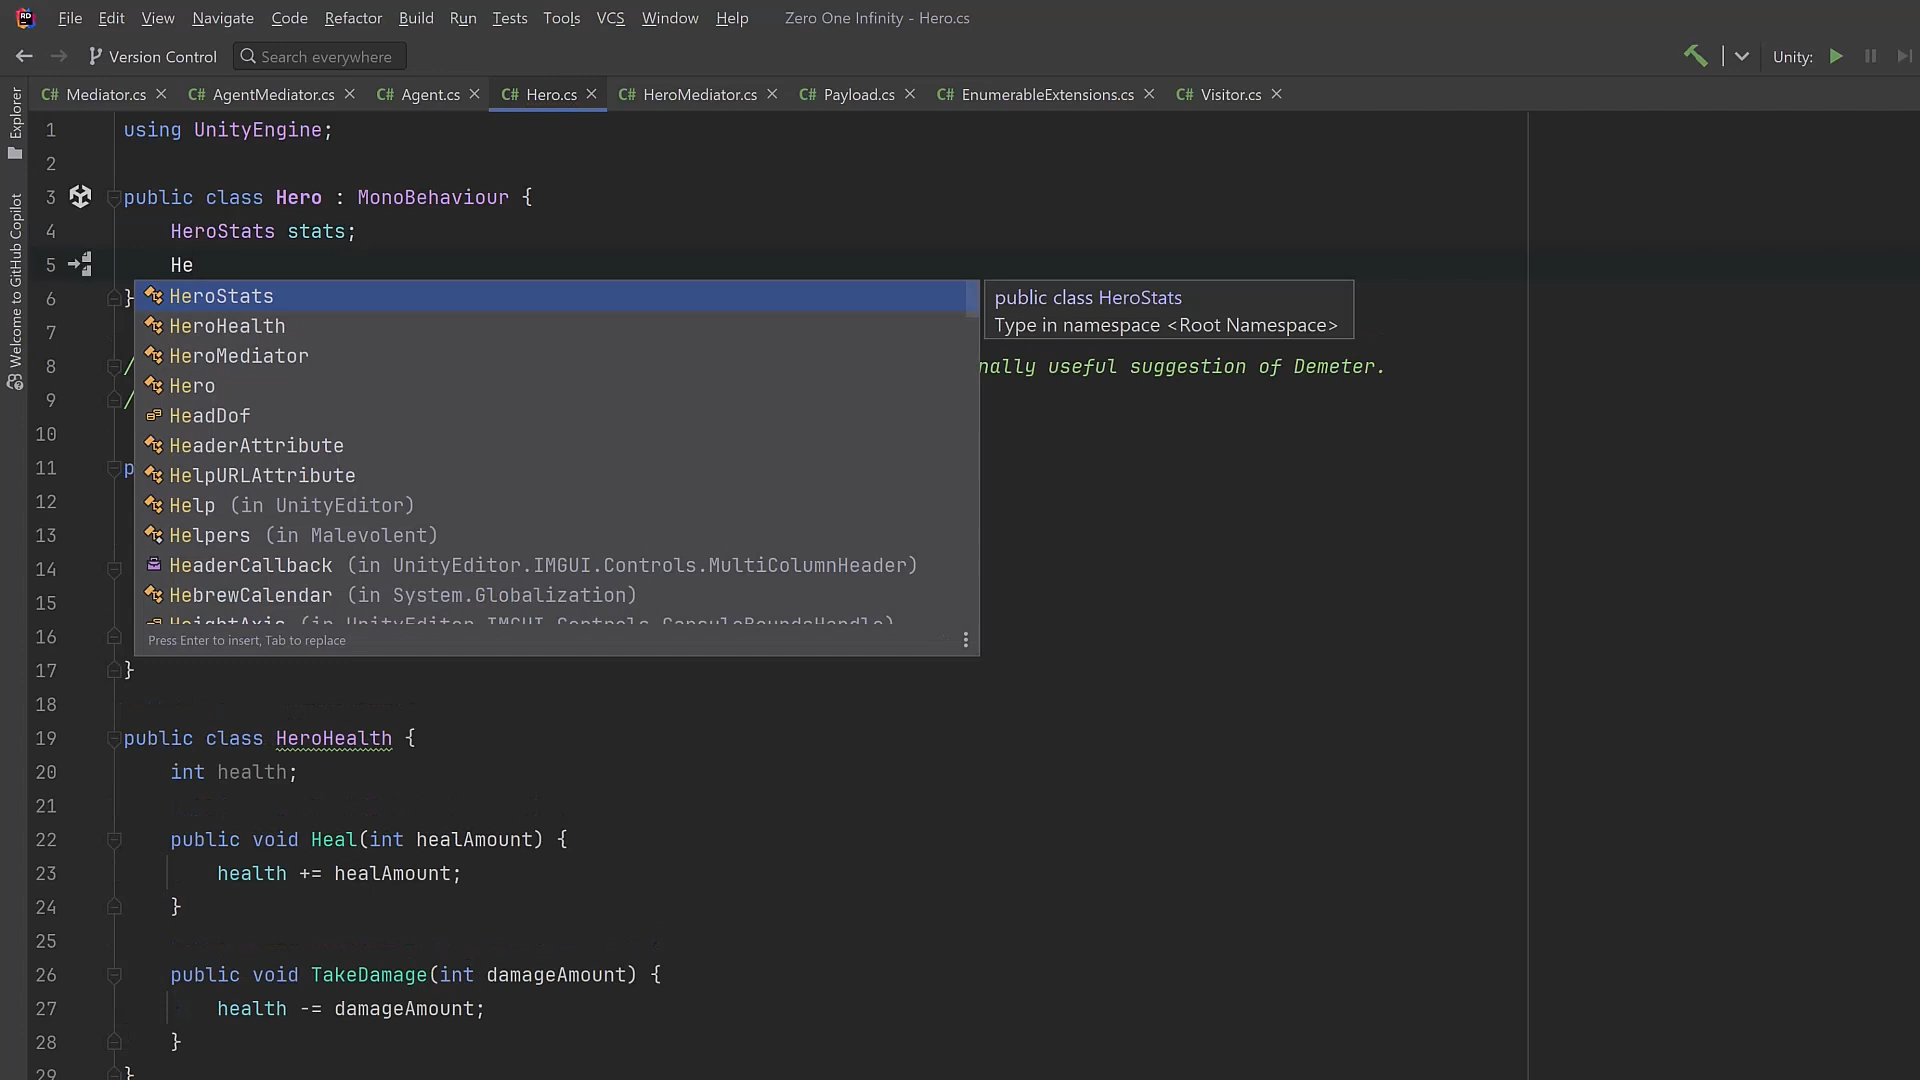 File Edit View Navigate Code Refactor Build Run Tests Tools VCS Window Help Zero One Infinity - Hero.cs
Version Control Search everywhere Unity:
C# Mediator.cs C# AgentMediator.cs C# Agent.cs C# Hero.cs C# HeroMediator.cs C# Payload.cs C# EnumerableExtensions.cs C# Visitor.cs
Explorer
Welcome to GitHub Copilot
1 using UnityEngine;
2
3 public class Hero : MonoBehaviour {
4 HeroStats stats;
5 He
6 }
HeroStats
HeroHealth
HeroMediator
Hero
HeadDof
HeaderAttribute
HelpURLAttribute
Help (in UnityEditor)
Helpers (in Malevolent)
HeaderCallback (in UnityEditor.IMGUI.Controls.MultiColumnHeader)
HebrewCalendar (in System.Globalization)
HeightAxis (in UnityEditor.IMGUI.Controls.CapsuleBoundsHandle)
Press Enter to insert, Tab to replace
public class HeroStats
Type in namespace <Root Namespace>
7
8 / nally useful suggestion of Demeter.
9 /
10
11 p
12
13
14
15
16
17 }
18
19 public class HeroHealth {
20 int health;
21
22 public void Heal(int healAmount) {
23 health += healAmount;
24 }
25
26 public void TakeDamage(int damageAmount) {
27 health -= damageAmount;
28 }
29 }